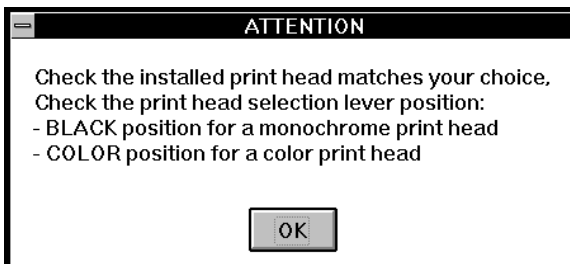 ATTENTION
Check the installed print head matches your choice,
Check the print head selection lever position:
- BLACK position for a monochrome print head
- COLOR position for a color print head
OK